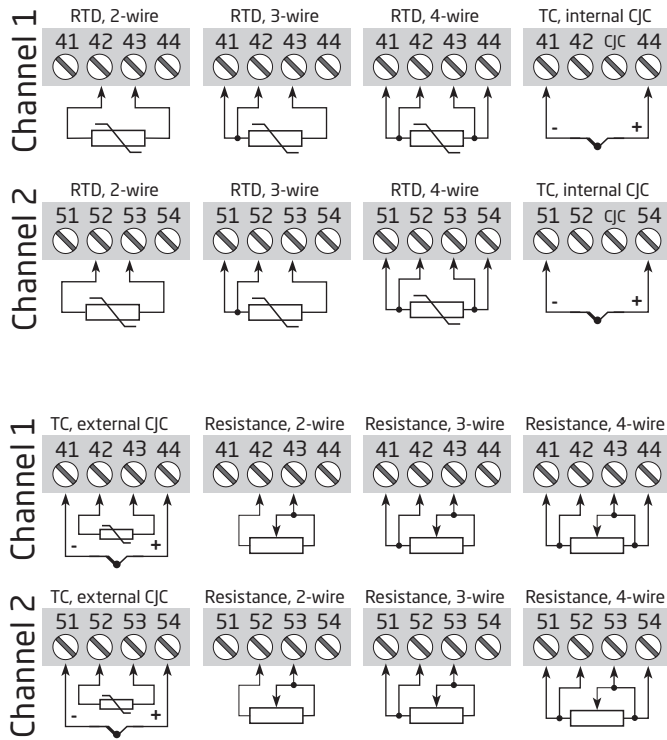 Channel 1
RTD, 2-wire RTD, 3-wire RTD, 4-wire TC, internal CJC
41 42 43 44 41 42 43 44 41 42 43 44 41 42 CJC 44
- +
Channel 2
RTD, 2-wire RTD, 3-wire RTD, 4-wire TC, internal CJC
51 52 53 54 51 52 53 54 51 52 53 54 51 52 CJC 54
- +
Channel 1
TC, external CJC Resistance, 2-wire Resistance, 3-wire Resistance, 4-wire
41 42 43 44 41 42 43 44 41 42 43 44 41 42 43 44
- +
Channel 2
TC, external CJC Resistance, 2-wire Resistance, 3-wire Resistance, 4-wire
51 52 53 54 51 52 53 54 51 52 53 54 51 52 53 54
- +